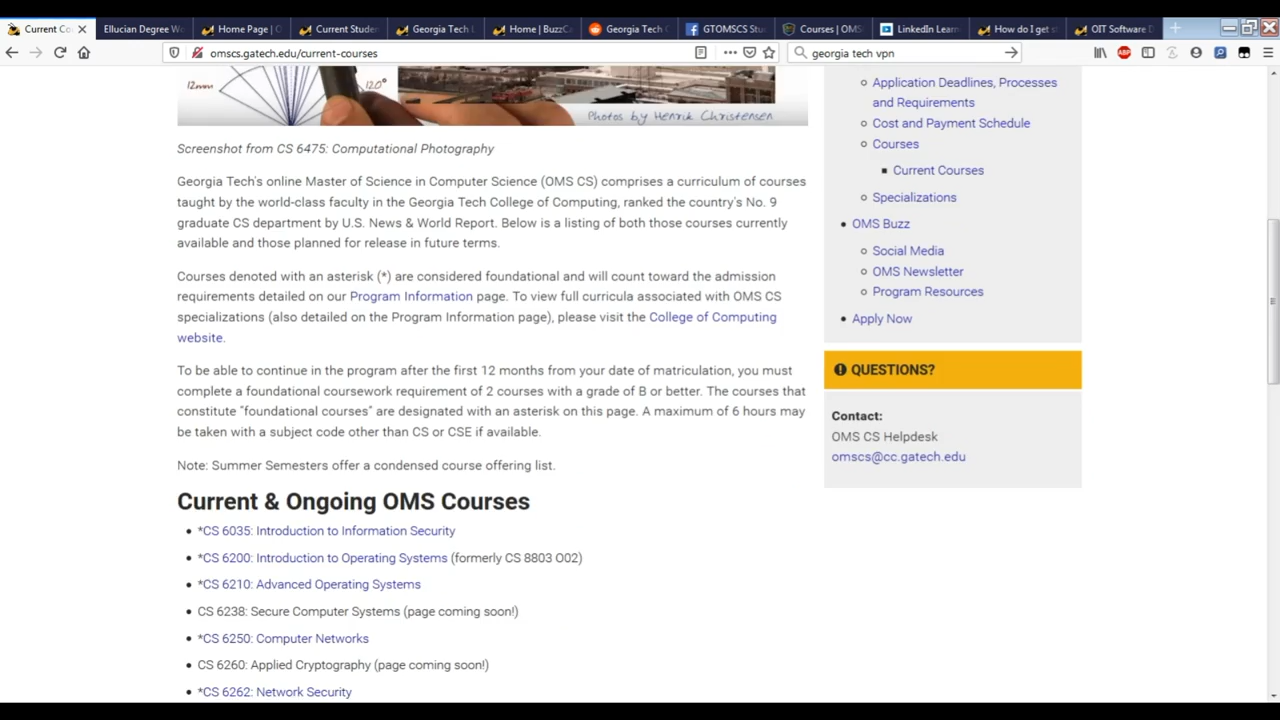 Current Co
Ellucian Degree W
Home Page | O
Current Studen
Georgia Tech L
Home | BuzzC
Georgia Tech O
GTOMSCS Stu
Courses | OMS
LinkedIn Learn
How do I get st
OIT Software D
omscs.gatech.edu/current-courses
georgia tech vpn
ABP
12mm
120°
Photos by Henrik Christensen
Screenshot from CS 6475: Computational Photography
Georgia Tech's online Master of Science in Computer Science (OMS CS) comprises a curriculum of courses
taught by the world-class faculty in the Georgia Tech College of Computing, ranked the country's No. 9
graduate CS department by U.S. News & World Report. Below is a listing of both those courses currently
available and those planned for release in future terms.
Courses denoted with an asterisk (*) are considered foundational and will count toward the admission
requirements detailed on our Program Information page. To view full curricula associated with OMS CS
specializations (also detailed on the Program Information page), please visit the College of Computing
website.
To be able to continue in the program after the first 12 months from your date of matriculation, you must
complete a foundational coursework requirement of 2 courses with a grade of B or better. The courses that
constitute "foundational courses" are designated with an asterisk on this page. A maximum of 6 hours may
be taken with a subject code other than CS or CSE if available.
Note: Summer Semesters offer a condensed course offering list.
Current & Ongoing OMS Courses
*CS 6035: Introduction to Information Security
*CS 6200: Introduction to Operating Systems (formerly CS 8803 O02)
*CS 6210: Advanced Operating Systems
CS 6238: Secure Computer Systems (page coming soon!)
*CS 6250: Computer Networks
CS 6260: Applied Cryptography (page coming soon!)
*CS 6262: Network Security
Application Deadlines, Processes
and Requirements
Cost and Payment Schedule
Courses
Current Courses
Specializations
OMS Buzz
Social Media
OMS Newsletter
Program Resources
Apply Now
QUESTIONS?
Contact:
OMS CS Helpdesk
omscs@cc.gatech.edu